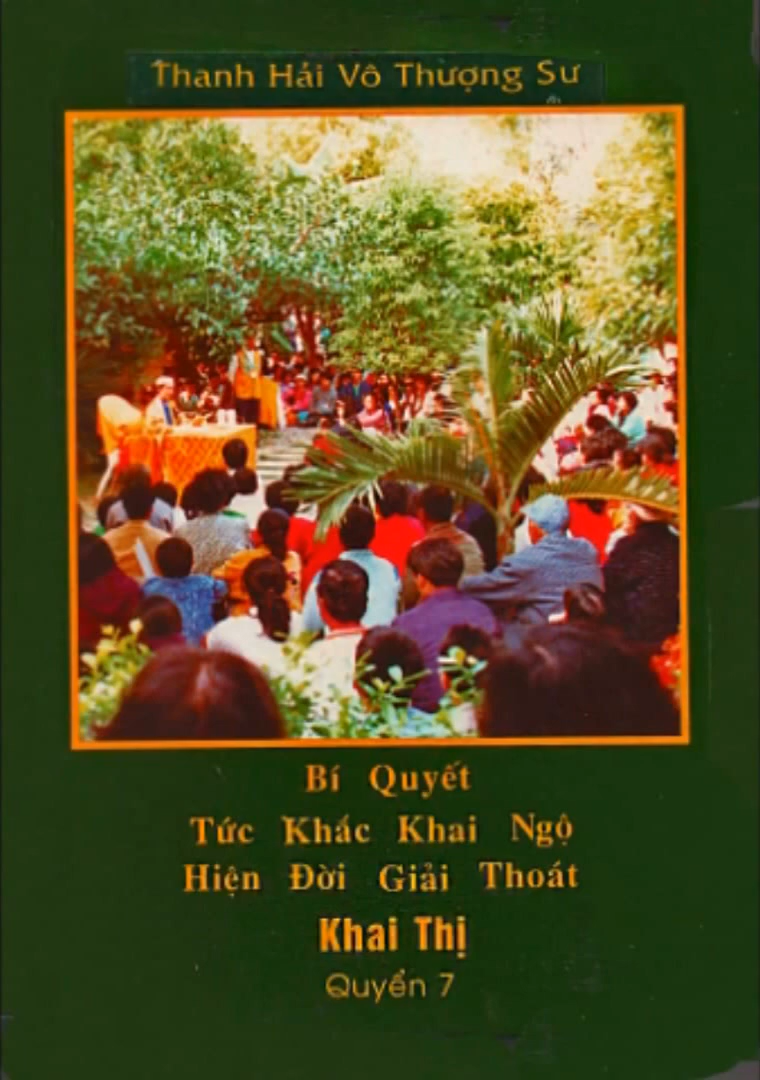 Thanh Hải Vô Thượng Sư
Bí Quyết
Tức Khắc Khai Ngộ
Hiện Đời Giải Thoát
Khai Thị
Quyển 7